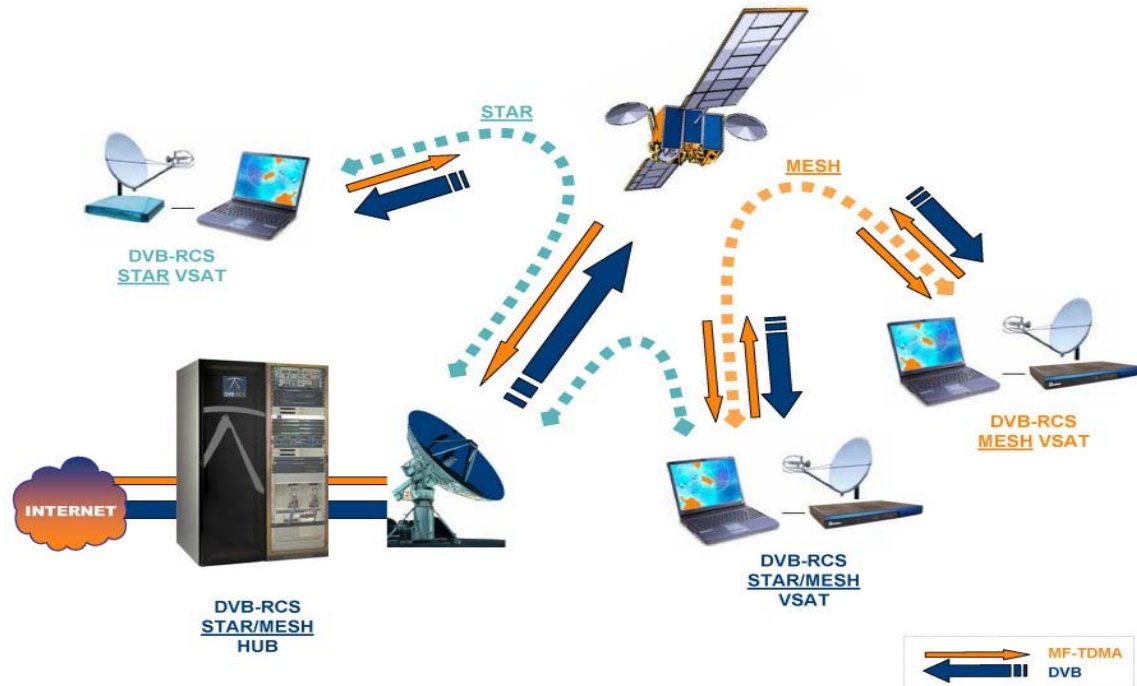 STAR
MESH
DVB-RCS
STAR VSAT
DVB-RCS
MESH VSAT
INTERNET
DVB-RCS
STAR/MESH
VSAT
DVB-RCS
STAR/MESH
HUB
MF-TDMA
DVB